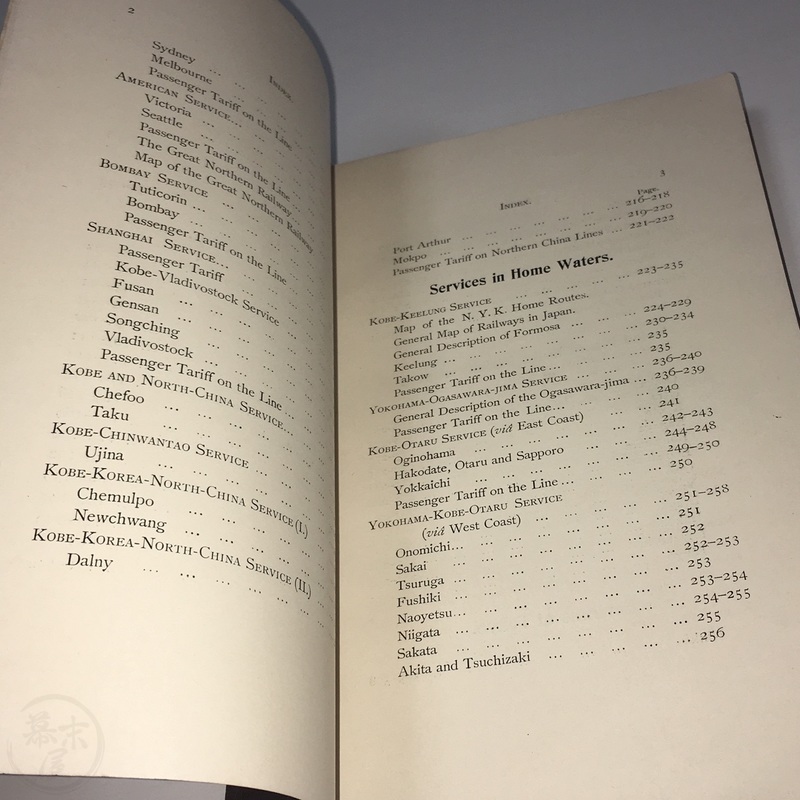 2
INDEX.
Sydney ... ...
Melbourne ... ... ...
Passenger Tariff on the Line ...
AMERICAN SERVICE... ... ...
Victoria ... ... ...
Seattle ... ... ...
Passenger Tariff on the Line ...
The Great Northern Railway...
Map of the Great Northern Railway
BOMBAY SERVICE ... ... ...
Tuticorin ... ... ...
Bombay ... ... ...
Passenger Tariff on the Line ...
SHANGHAI SERVICE... ... ...
Passenger Tariff ... ...
Kobe-Vladivostock Service ...
Fusan ... ... ...
Gensan ... ... ...
Songching ... ... ...
Vladivostock ... ... ...
Passenger Tariff on the Line ...
KOBE AND NORTH-CHINA SERVICE...
Chefoo ... ... ...
Taku ... ... ...
KOBE-CHINWANTAO SERVICE ...
Ujina ... ... ...
KOBE-KOREA-NORTH-CHINA SERVICE (I.)
Chemulpo ... ... ...
Newchwang ... ... ...
KOBE-KOREA-NORTH-CHINA SERVICE (II.)
Dalny ... ... ...
3
INDEX.
Page.
Port Arthur ... ... ... ... ... ... 216–218
Mokpo ... ... ... ... ... ... 219–220
Passenger Tariff on Northern China Lines ... 221–222
Services in Home Waters.
KOBE-KEELUNG SERVICE ... ... ... ... 223–235
Map of the N. Y. K. Home Routes.
General Map of Railways in Japan.
General Description of Formosa ... ... 224–229
Keelung ... ... ... ... ... 230–234
Takow ... ... ... ... ... 235
Passenger Tariff on the Line... ... ... 235
YOKOHAMA-OGASAWARA-JIMA SERVICE ... ... 236–240
General Description of the Ogasawara-jima ... 236–239
Passenger Tariff on the Line... ... ... 240
KOBE-OTARU SERVICE (viá East Coast) ... ... 241
Oginohama ... ... ... ... ... 242–243
Hakodate, Otaru and Sapporo ... ... 244–248
Yokkaichi ... ... ... ... ... 249–250
Passenger Tariff on the Line... ... ... 250
YOKOHAMA-KOBE-OTARU SERVICE
(viá West Coast) ... ... ... ... 251–258
Onomichi... ... ... ... ... ... 251
Sakai ... ... ... ... ... ... 252
Tsuruga ... ... ... ... ... ... 252–253
Fushiki ... ... ... ... ... ... 253
Naoyetsu... ... ... ... ... ... 253–254
Niigata ... ... ... ... ... ... 254–255
Sakata ... ... ... ... ... ... 255
Akita and Tsuchizaki ... ... ... ... 256
幕末屋